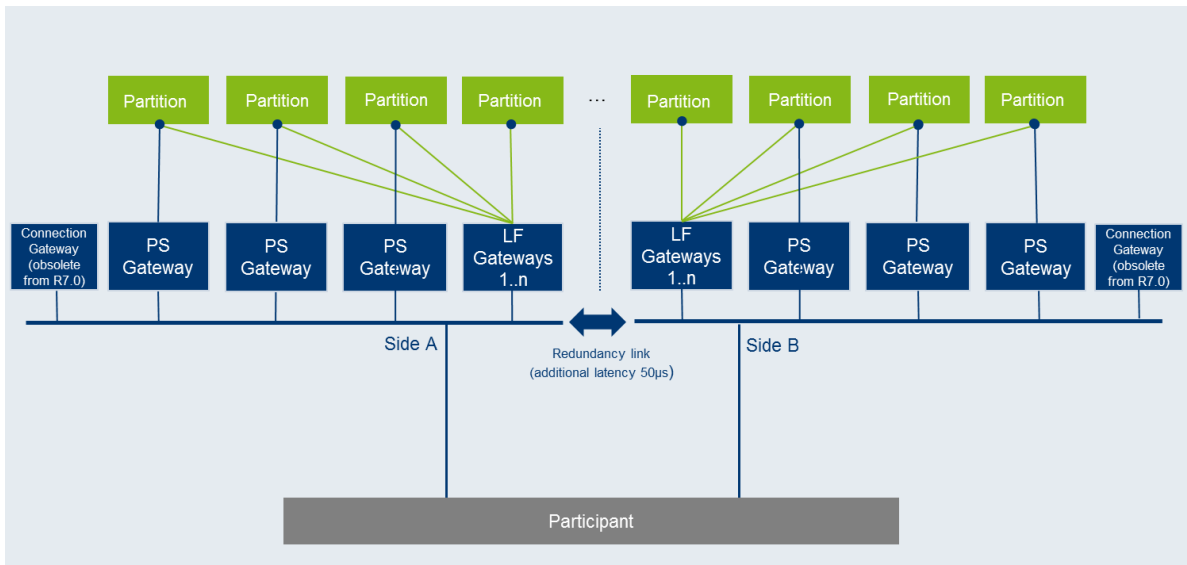 Partition
Partition
Partition
Partition
...
Partition
Partition
Partition
Partition
Connection
Gateway
(obsolete
from R7.0)
PS
Gateway
PS
Gateway
PS
Gateway
LF
Gateways
1..n
LF
Gateways
1..n
PS
Gateway
PS
Gateway
PS
Gateway
Connection
Gateway
(obsolete
from R7.0)
Side A
Redundancy link
(additional latency 50µs)
Side B
Participant